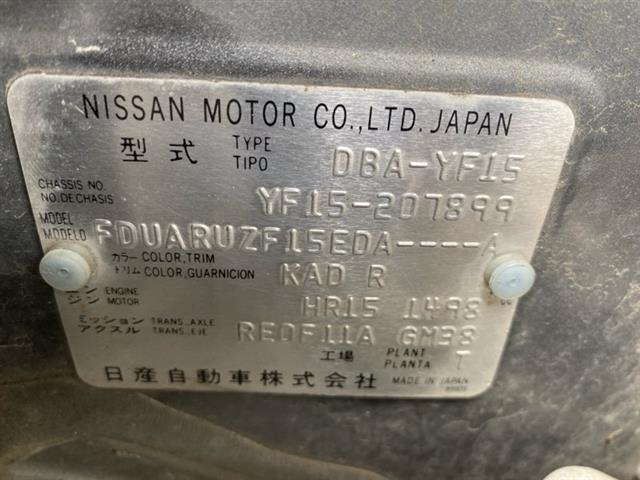 NISSAN MOTOR CO.,LTD. JAPAN
型式 TYPE TIPO DBA-YF15
CHASSIS NO. NO.DE CHASIS YF15-207899
MODEL MODELO FDUARUZF15EDA----A
カラー トリム COLOR,TRIM COLOR,GUARNICION KAD R
ジン ENGINE MOTOR HR15 1498 cc
ミッション アクスル TRANS.,AXLE TRANS.,EJE RE0F11A GM38
工場 PLANT PLANTA T
日産自動車株式会社 MADE IN JAPAN